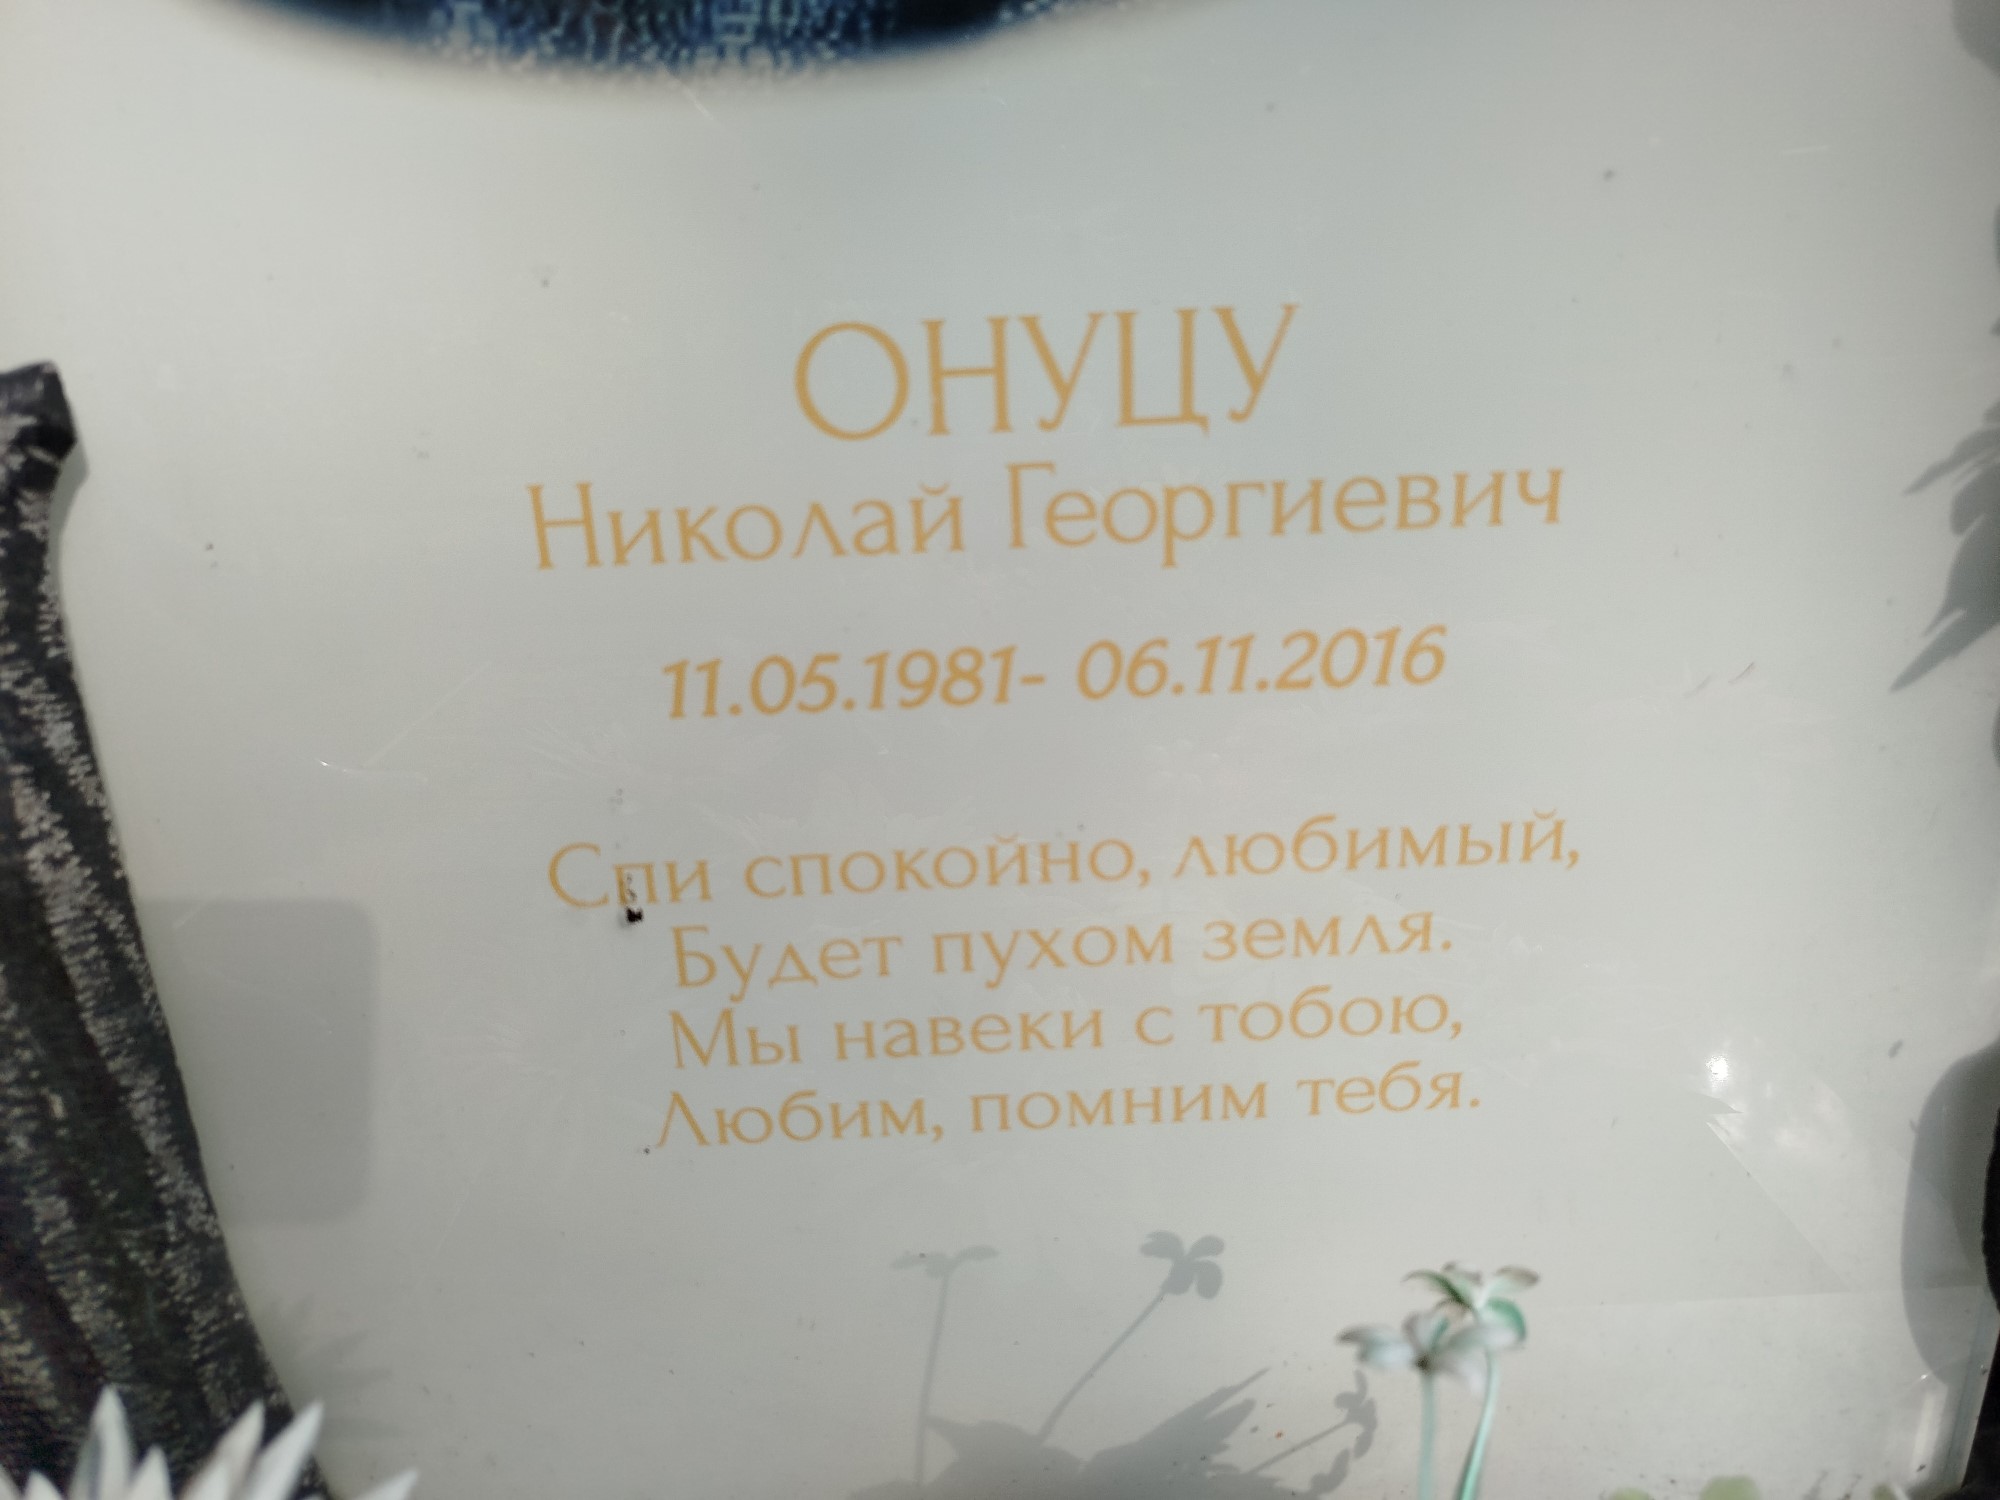 ОНУЦУ
Николай Георгиевич
11.05.1981- 06.11.2016
Спи спокойно, любимый,
Будет пухом земля.
Мы навеки с тобою,
Любим, помним тебя.